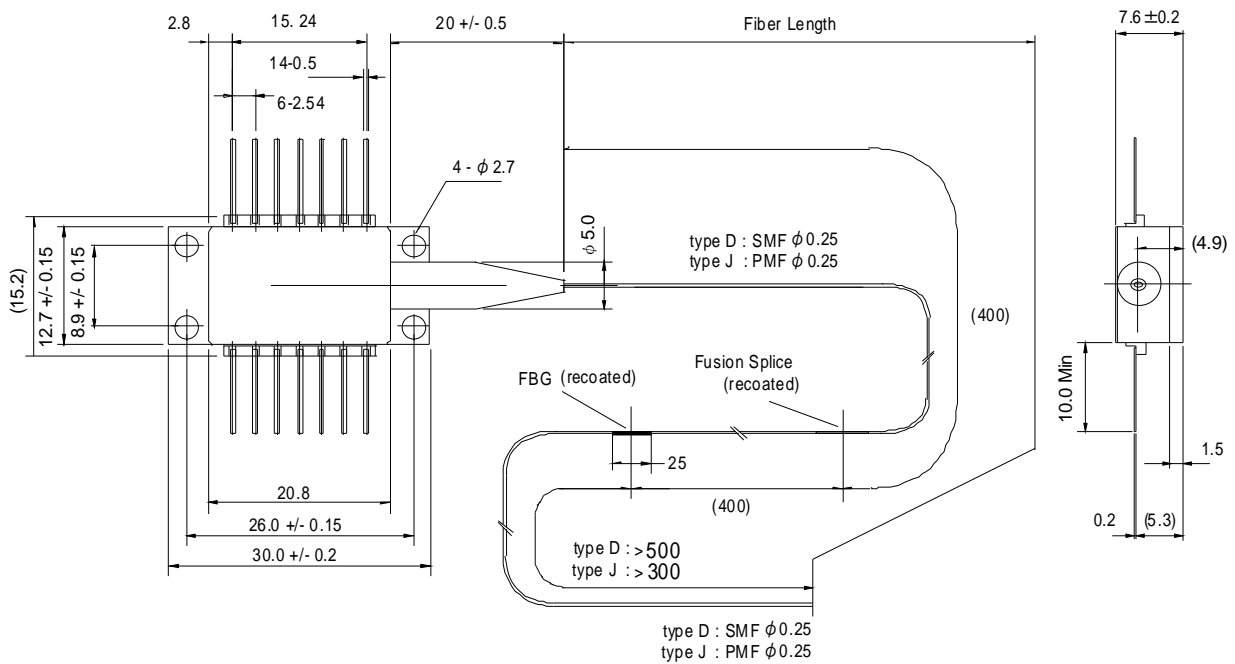 2.8
15. 24
20 +/- 0.5
Fiber Length
7.6 ±0.2
14-0.5
6-2.54
4 - ϕ 2.7
ϕ 5.0
type D : SMF ϕ 0.25
type J : PMF ϕ 0.25
(4.9)
(15.2)
12.7 +/- 0.15
8.9 +/- 0.15
(400)
Fusion Splice
(recoated)
FBG (recoated)
10.0 Min
25
1.5
20.8
(400)
26.0 +/- 0.15
0.2
(5.3)
30.0 +/- 0.2
type D : >500
type J : >300
type D : SMF ϕ 0.25
type J : PMF ϕ 0.25